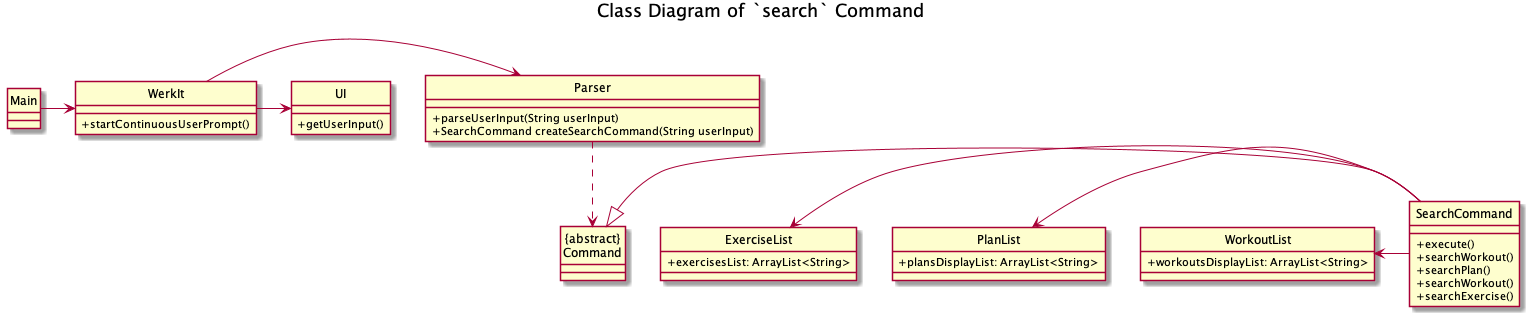 Class Diagram of `search` Command
Main
WerkIt
+startContinuousUserPrompt()
UI
+getUserInput()
Parser
+parseUserInput(String userInput)
+SearchCommand createSearchCommand(String userInput)
{abstract}
Command
ExerciseList
+exercisesList: ArrayList<String>
PlanList
+plansDisplayList: ArrayList<String>
WorkoutList
+workoutsDisplayList: ArrayList<String>
SearchCommand
+execute()
+searchWorkout()
+searchPlan()
+searchWorkout()
+searchExercise()